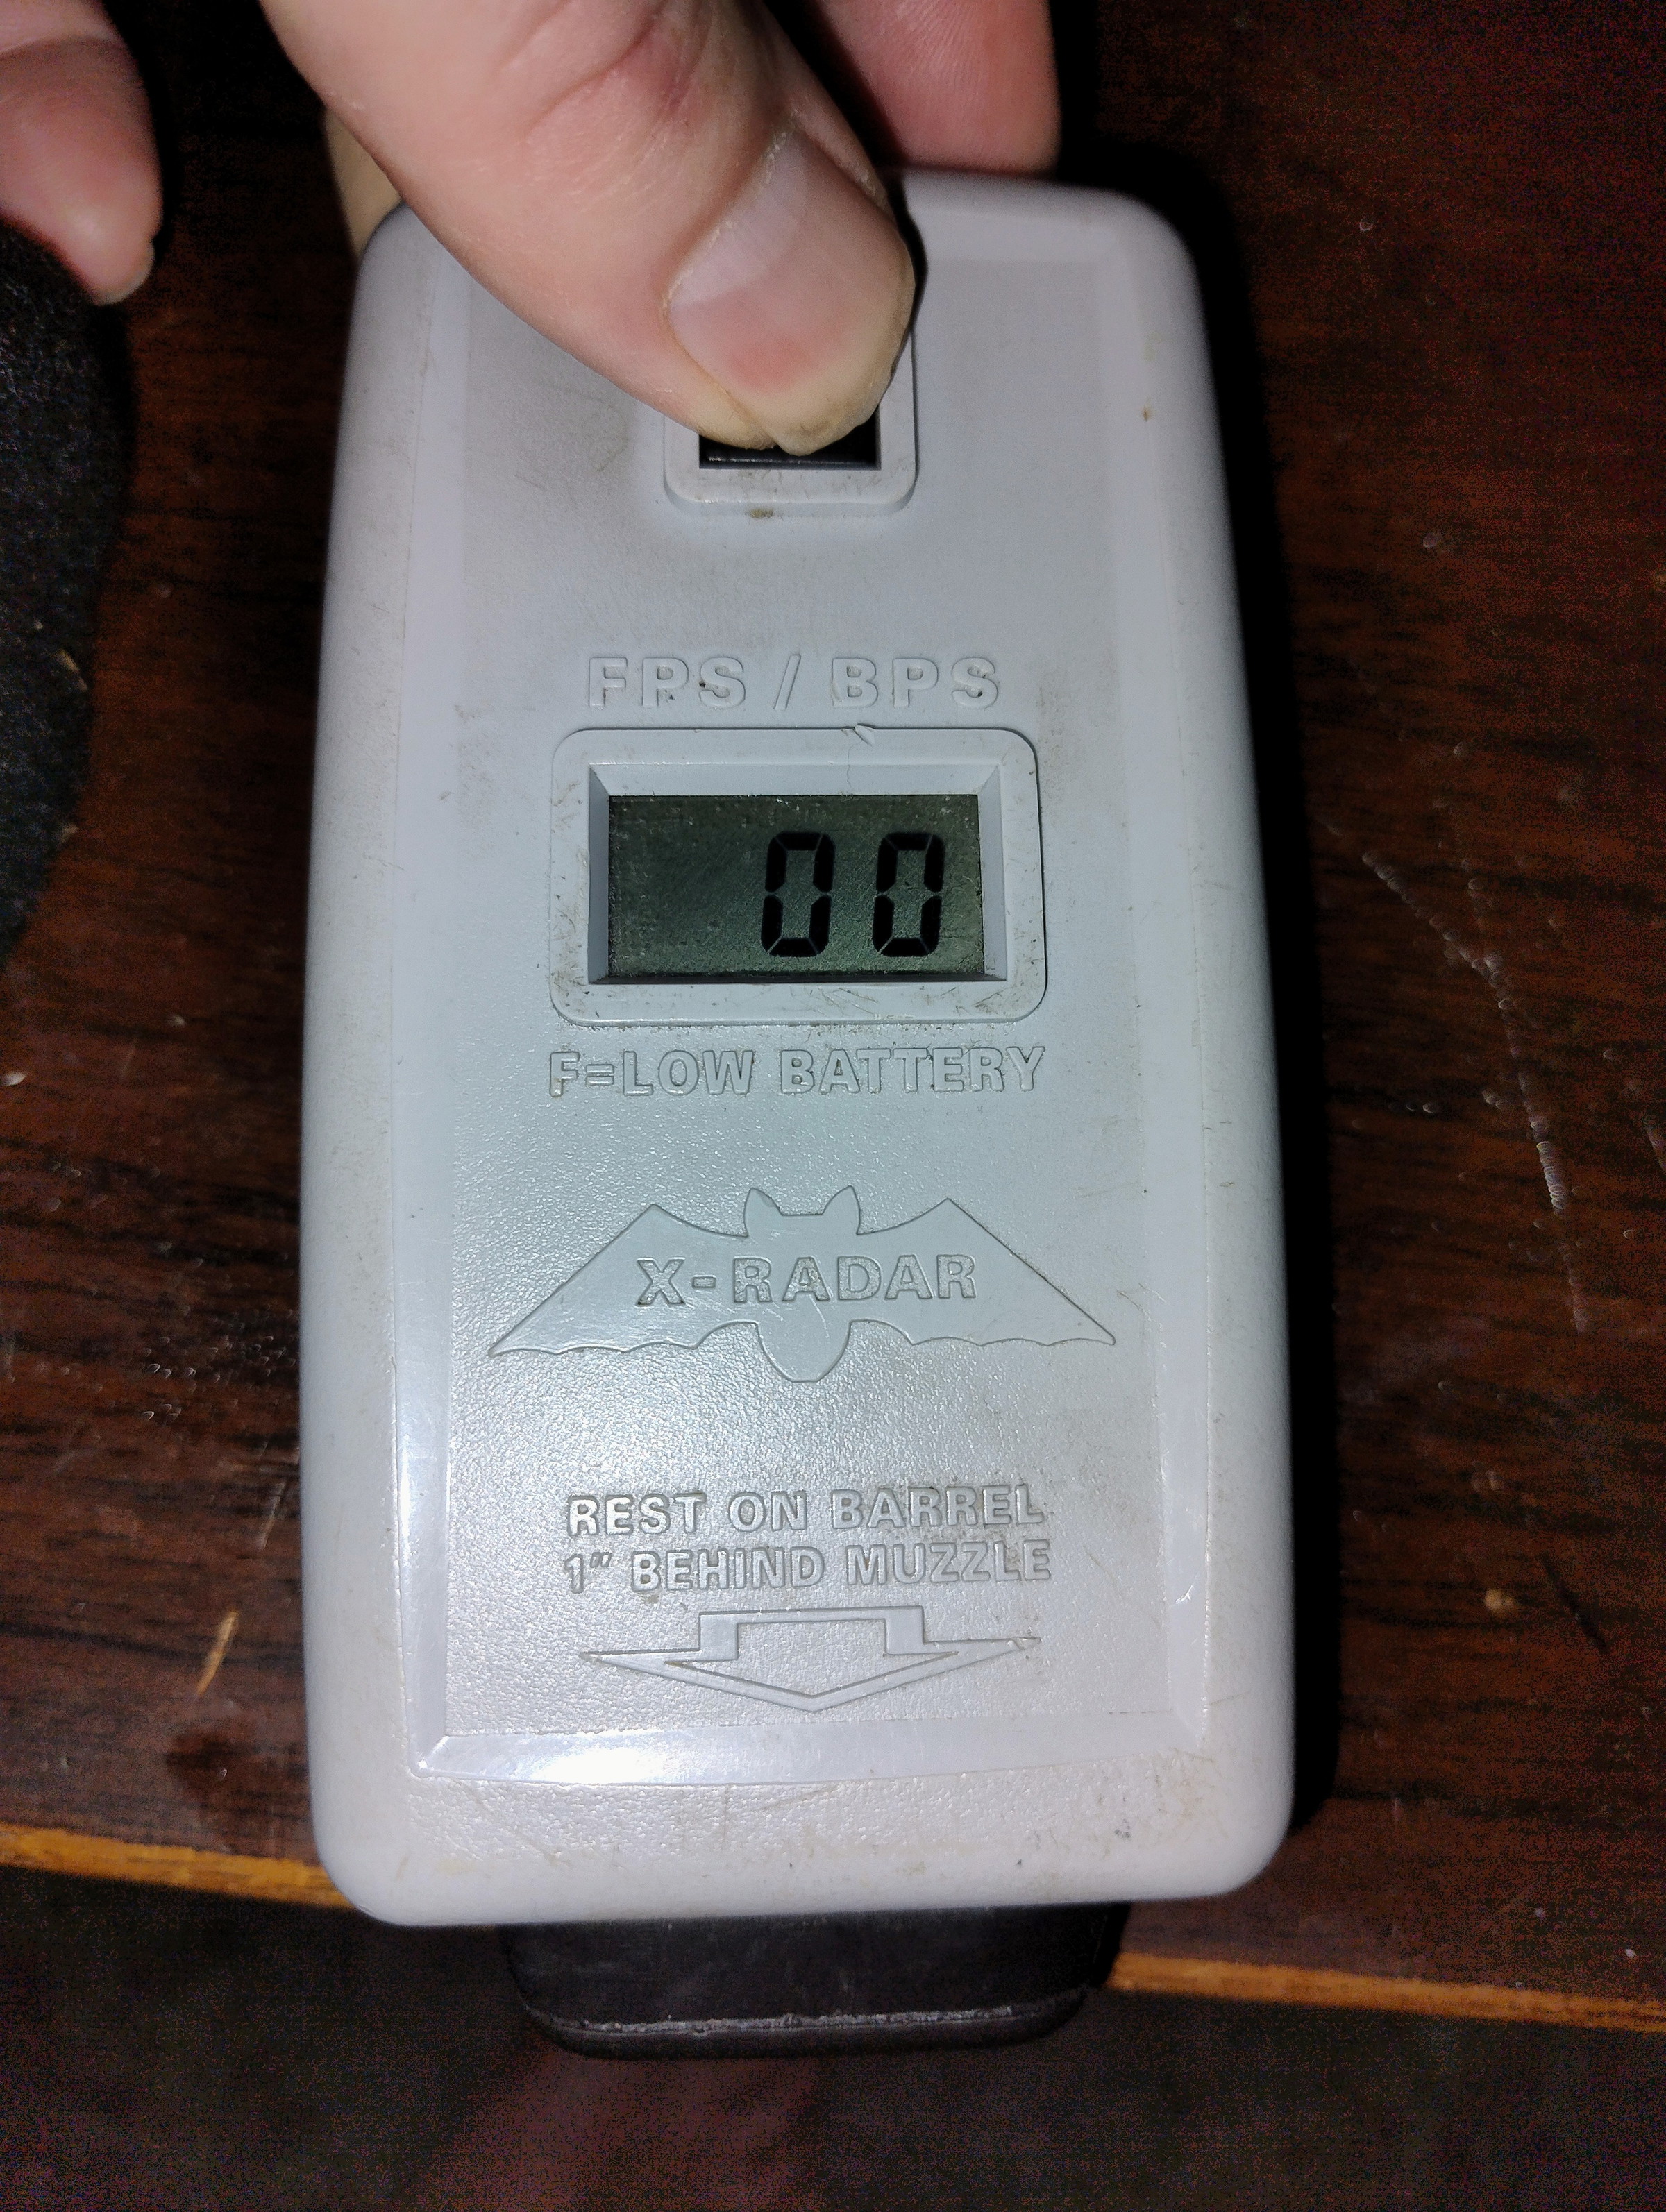 FPS / BPS
00
F=LOW BATTERY
X-RADAR
REST ON BARREL
1" BEHIND MUZZLE